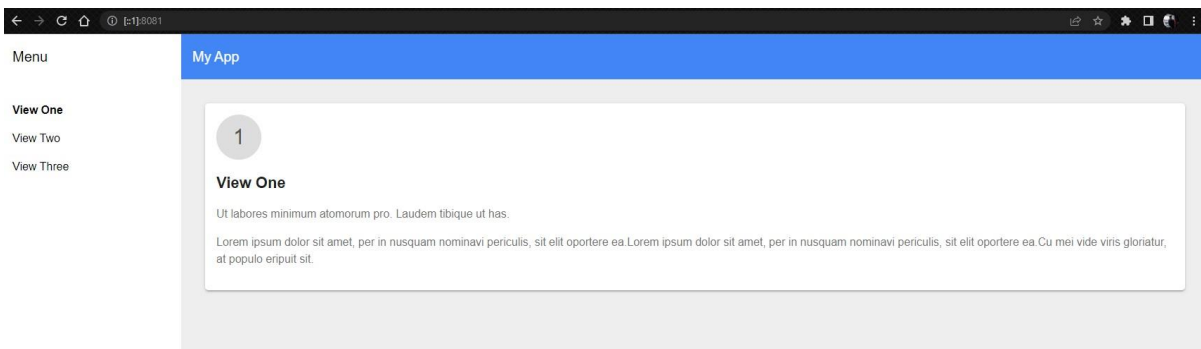 [::1]:8081
Menu
My App
View One
View Two
View Three
1
View One
Ut labores minimum atomorum pro. Laudem tibique ut has.
Lorem ipsum dolor sit amet, per in nusquam nominavi periculis, sit elit oportere ea.Lorem ipsum dolor sit amet, per in nusquam nominavi periculis, sit elit oportere ea.Cu mei vide viris gloriatur,
at populo eripuit sit.